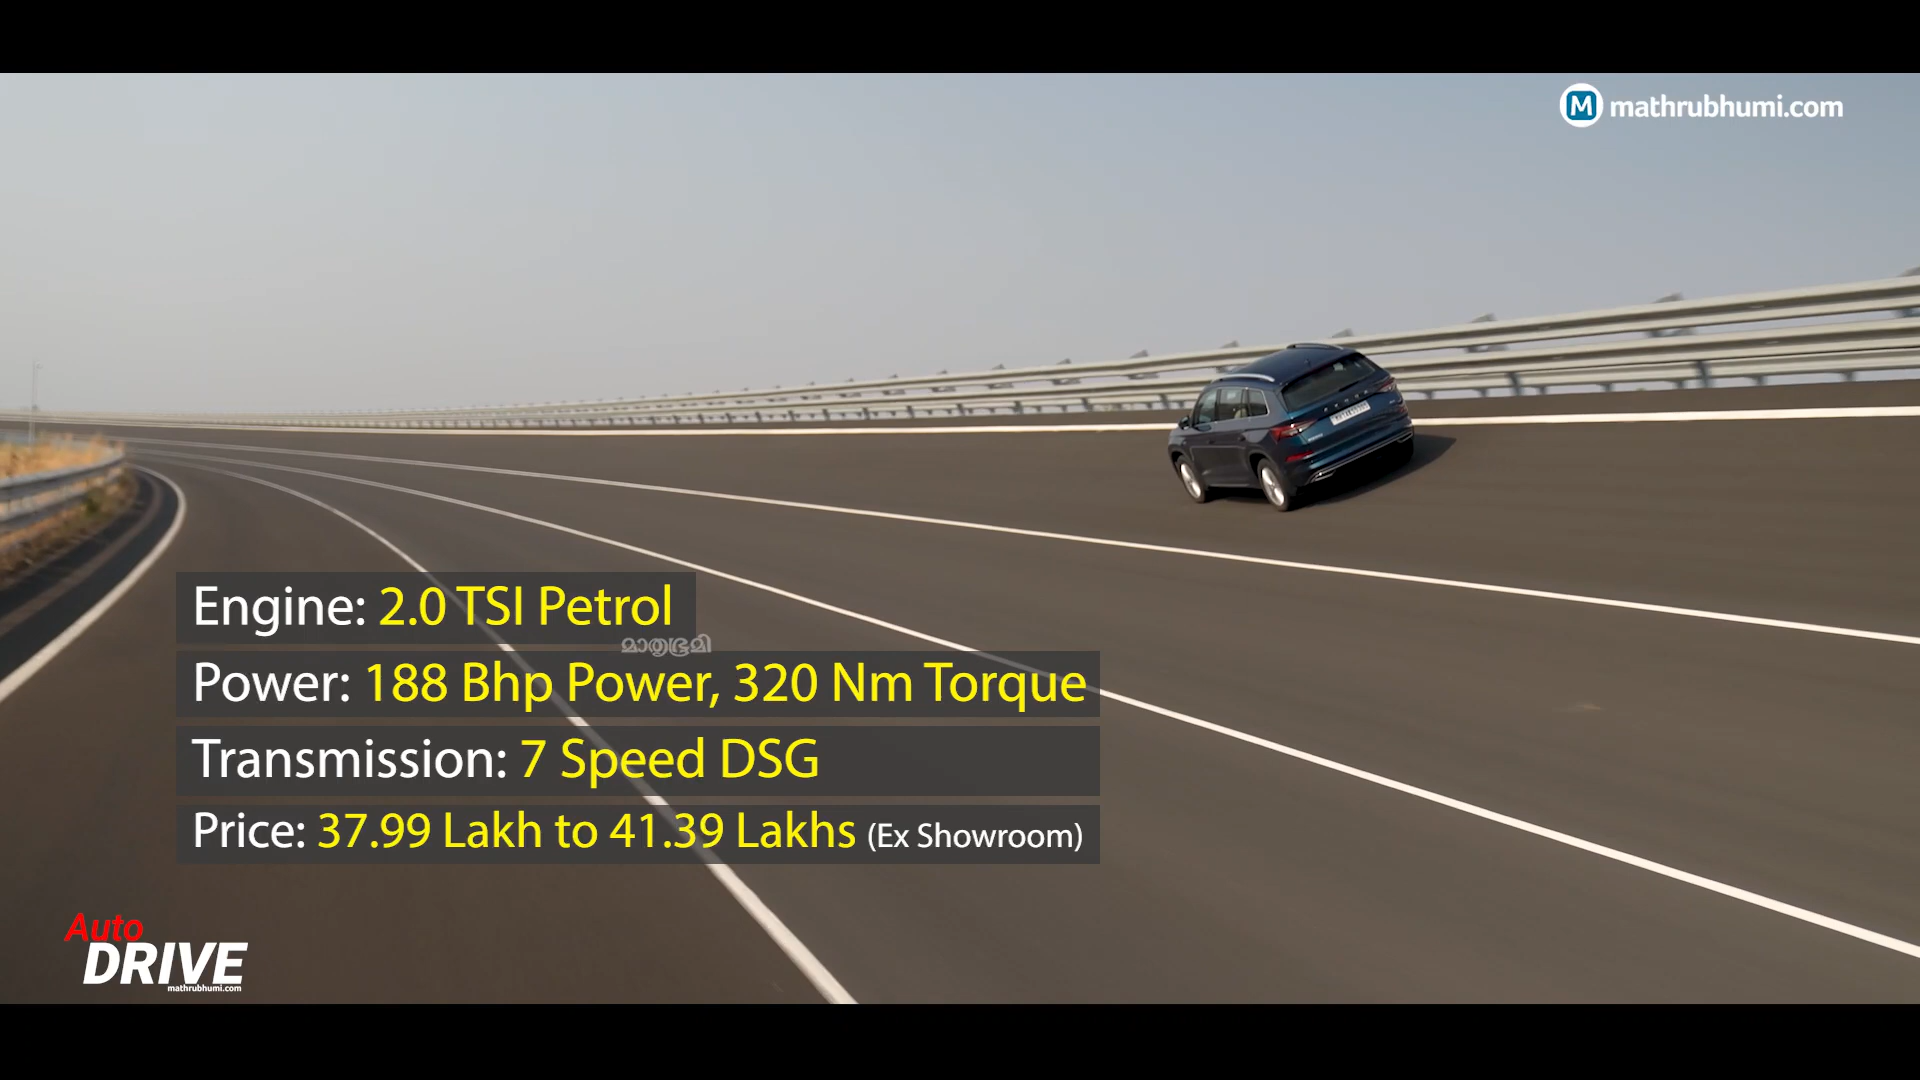 mathrubhumi.com
SKODA
Engine: 2.0 TSI Petrol
മാതൃഭൂമി
Power: 188 Bhp Power, 320 Nm Torque
Transmission: 7 Speed DSG
Price: 37.99 Lakh to 41.39 Lakhs (Ex Showroom)
Auto
DRIVE
mathrubhumi.com